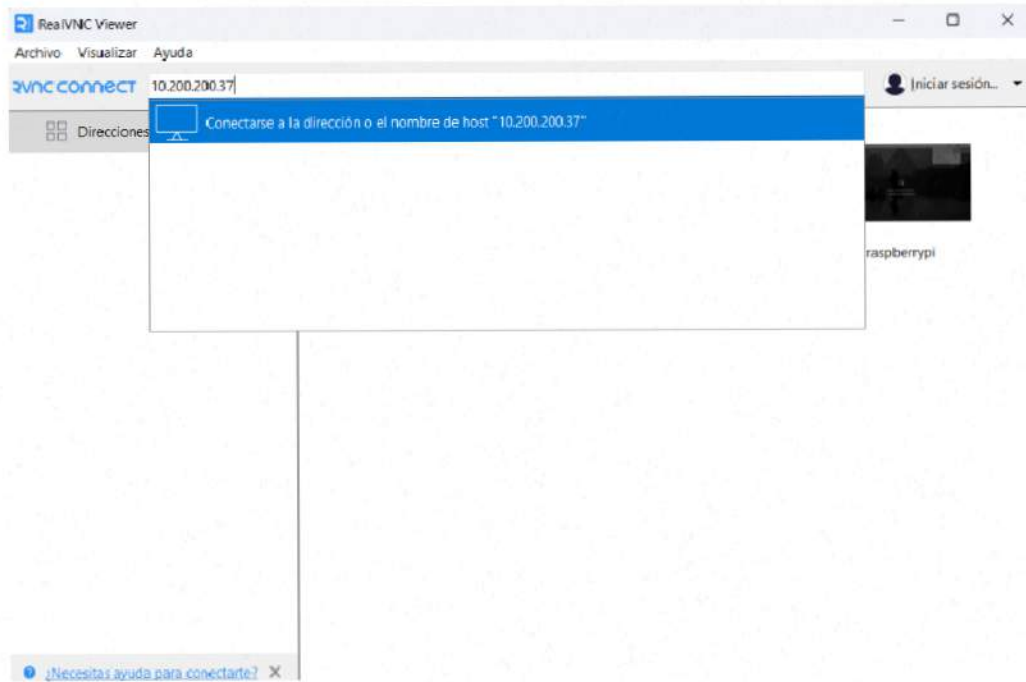 RealVNC Viewer
Archivo Visualizar Ayuda
RVNC CONNECT 10.200.200.37 Iniciar sesión...
Direcciones
Conectarse a la dirección o el nombre de host "10.200.200.37"
raspberrypi
¿Necesitas ayuda para conectarte? X